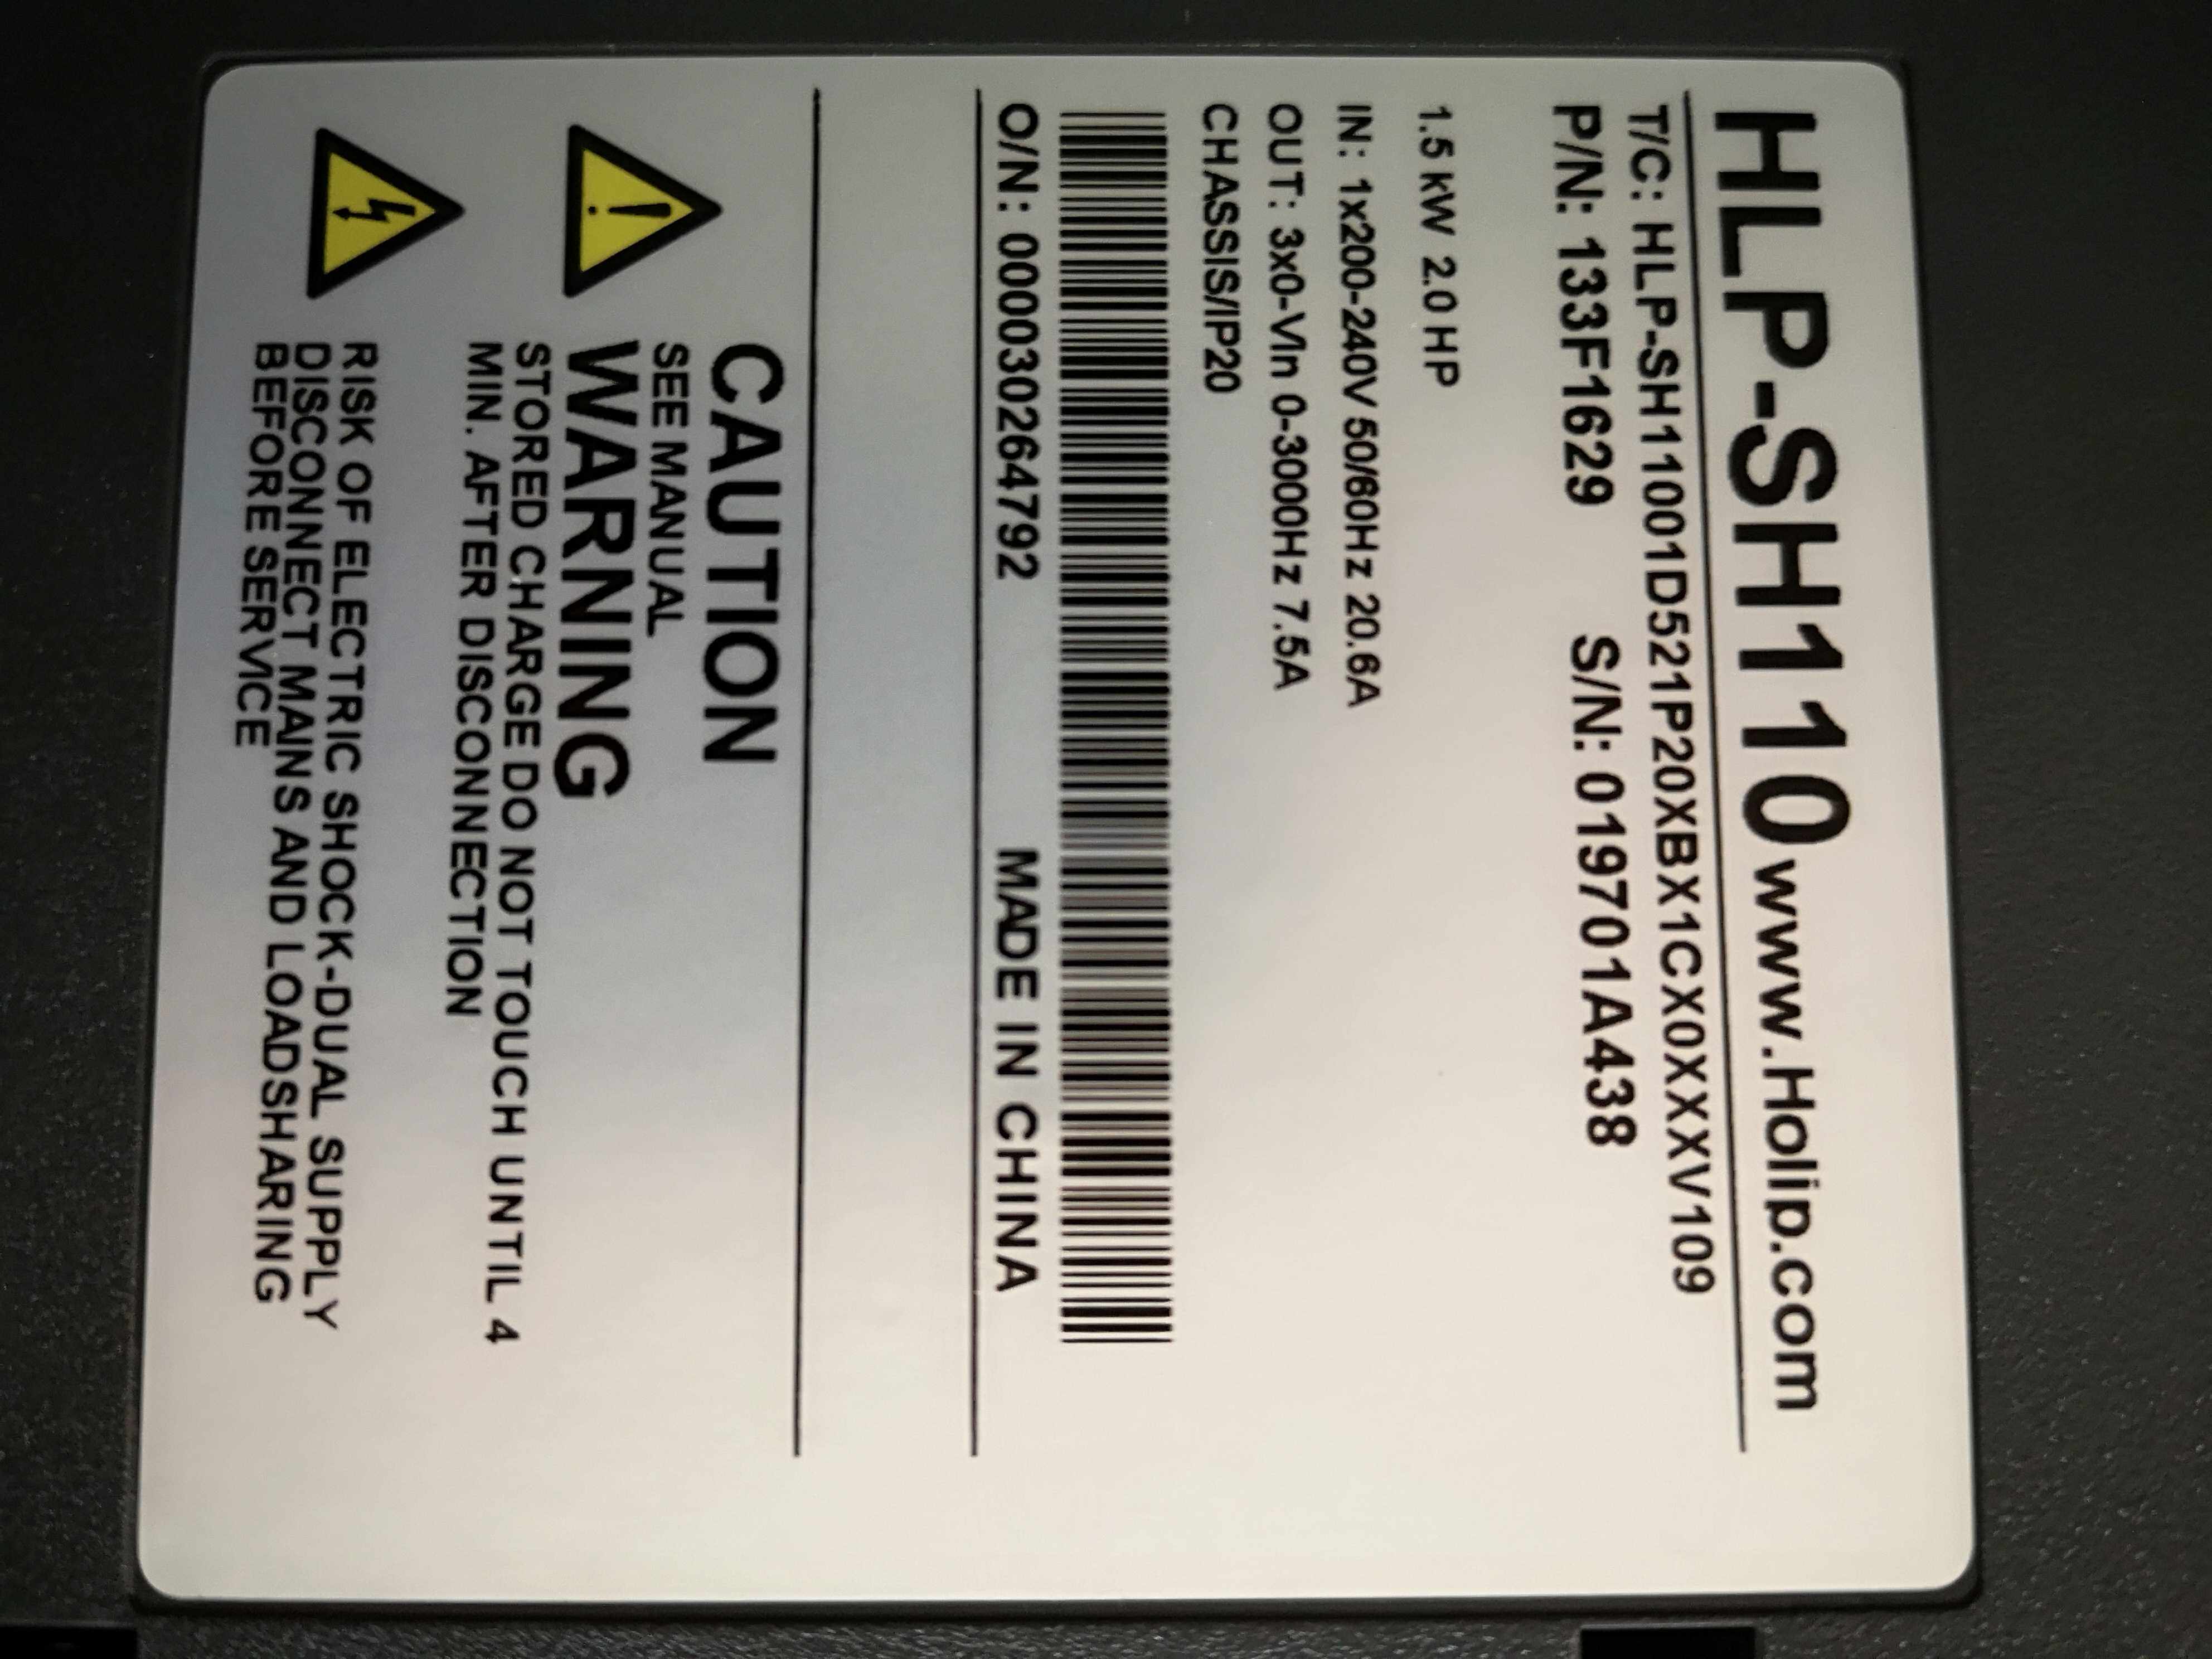 HLP-SH110 www.Holip.com
T/C: HLP-SH11001D521P20XBX1CX0XXXV109
P/N: 133F1629 S/N: 019701A438
1.5 kW 2.0 HP
IN: 1x200-240V 50/60Hz 20.6A
OUT: 3x0-Vin 0-3000Hz 7.5A
CHASSIS/IP20
O/N: 000030264792 MADE IN CHINA
CAUTION
SEE MANUAL
WARNING
STORED CHARGE DO NOT TOUCH UNTIL 4
MIN. AFTER DISCONNECTION
RISK OF ELECTRIC SHOCK-DUAL SUPPLY
DISCONNECT MAINS AND LOADSHARING
BEFORE SERVICE